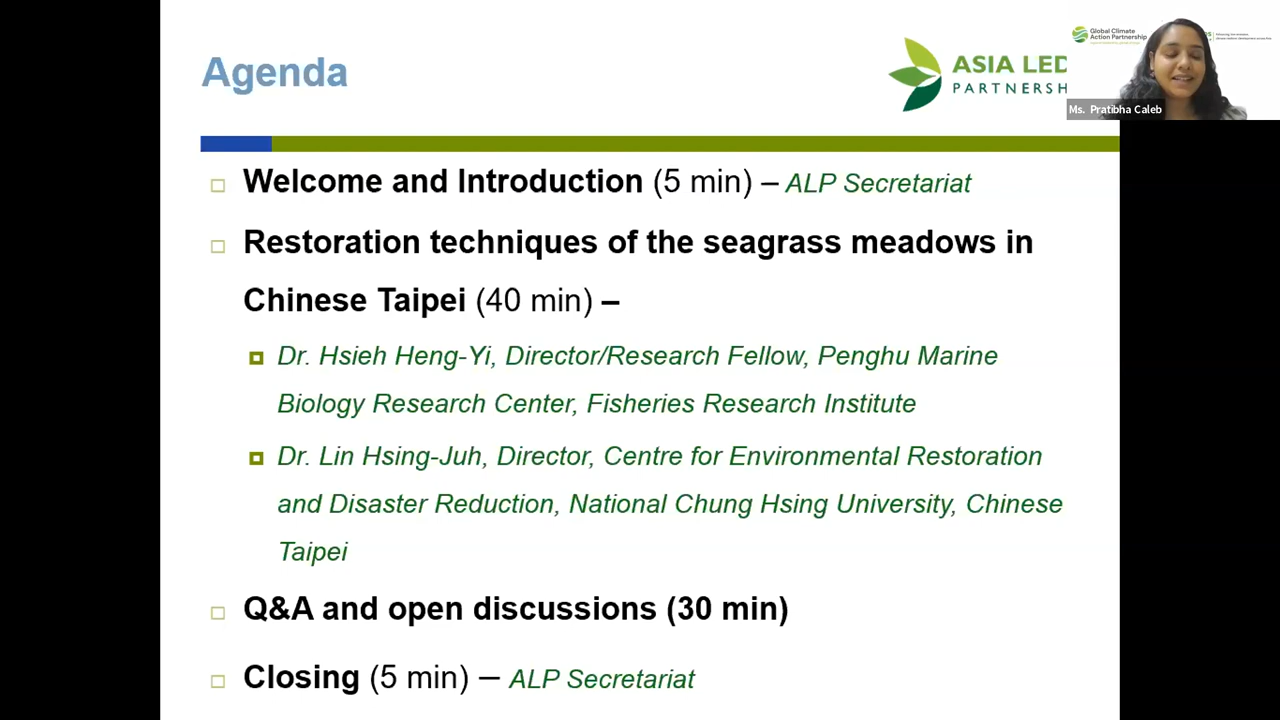 Agenda
ASIA LED
PARTNERSH
Global Climate
Action Partnership
Ms. Pratibha Caleb
□ Welcome and Introduction (5 min) – ALP Secretariat
□ Restoration techniques of the seagrass meadows in
Chinese Taipei (40 min) –
Dr. Hsieh Heng-Yi, Director/Research Fellow, Penghu Marine
Biology Research Center, Fisheries Research Institute
Dr. Lin Hsing-Juh, Director, Centre for Environmental Restoration
and Disaster Reduction, National Chung Hsing University, Chinese
Taipei
□ Q&A and open discussions (30 min)
□ Closing (5 min) – ALP Secretariat